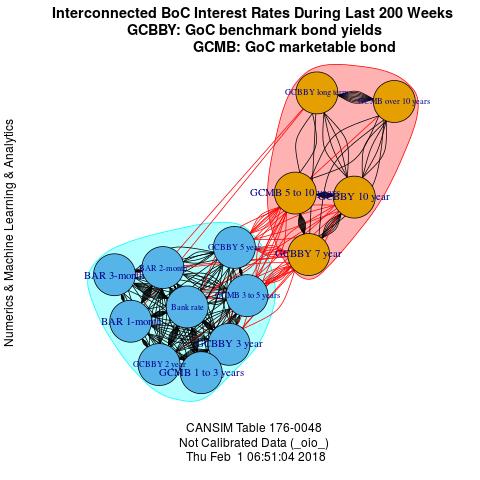 Interconnected BoC Interest Rates During Last 200 Weeks
GCBBY: GoC benchmark bond yields
GCMB: GoC marketable bond
Numerics & Machine Learning & Analytics
GCBBY long term
GCMB over 10 years
GCMB 5 to 10 years
GCBBY 10 year
GCBBY 7 year
GCBBY 5 year
BAR 2-month
BAR 3-month
GCMB 3 to 5 years
Bank rate
BAR 1-month
GCBBY 3 year
GCBBY 2 year
GCMB 1 to 3 years
CANSIM Table 176-0048
Not Calibrated Data (_oio_)
Thu Feb  1 06:51:04 2018